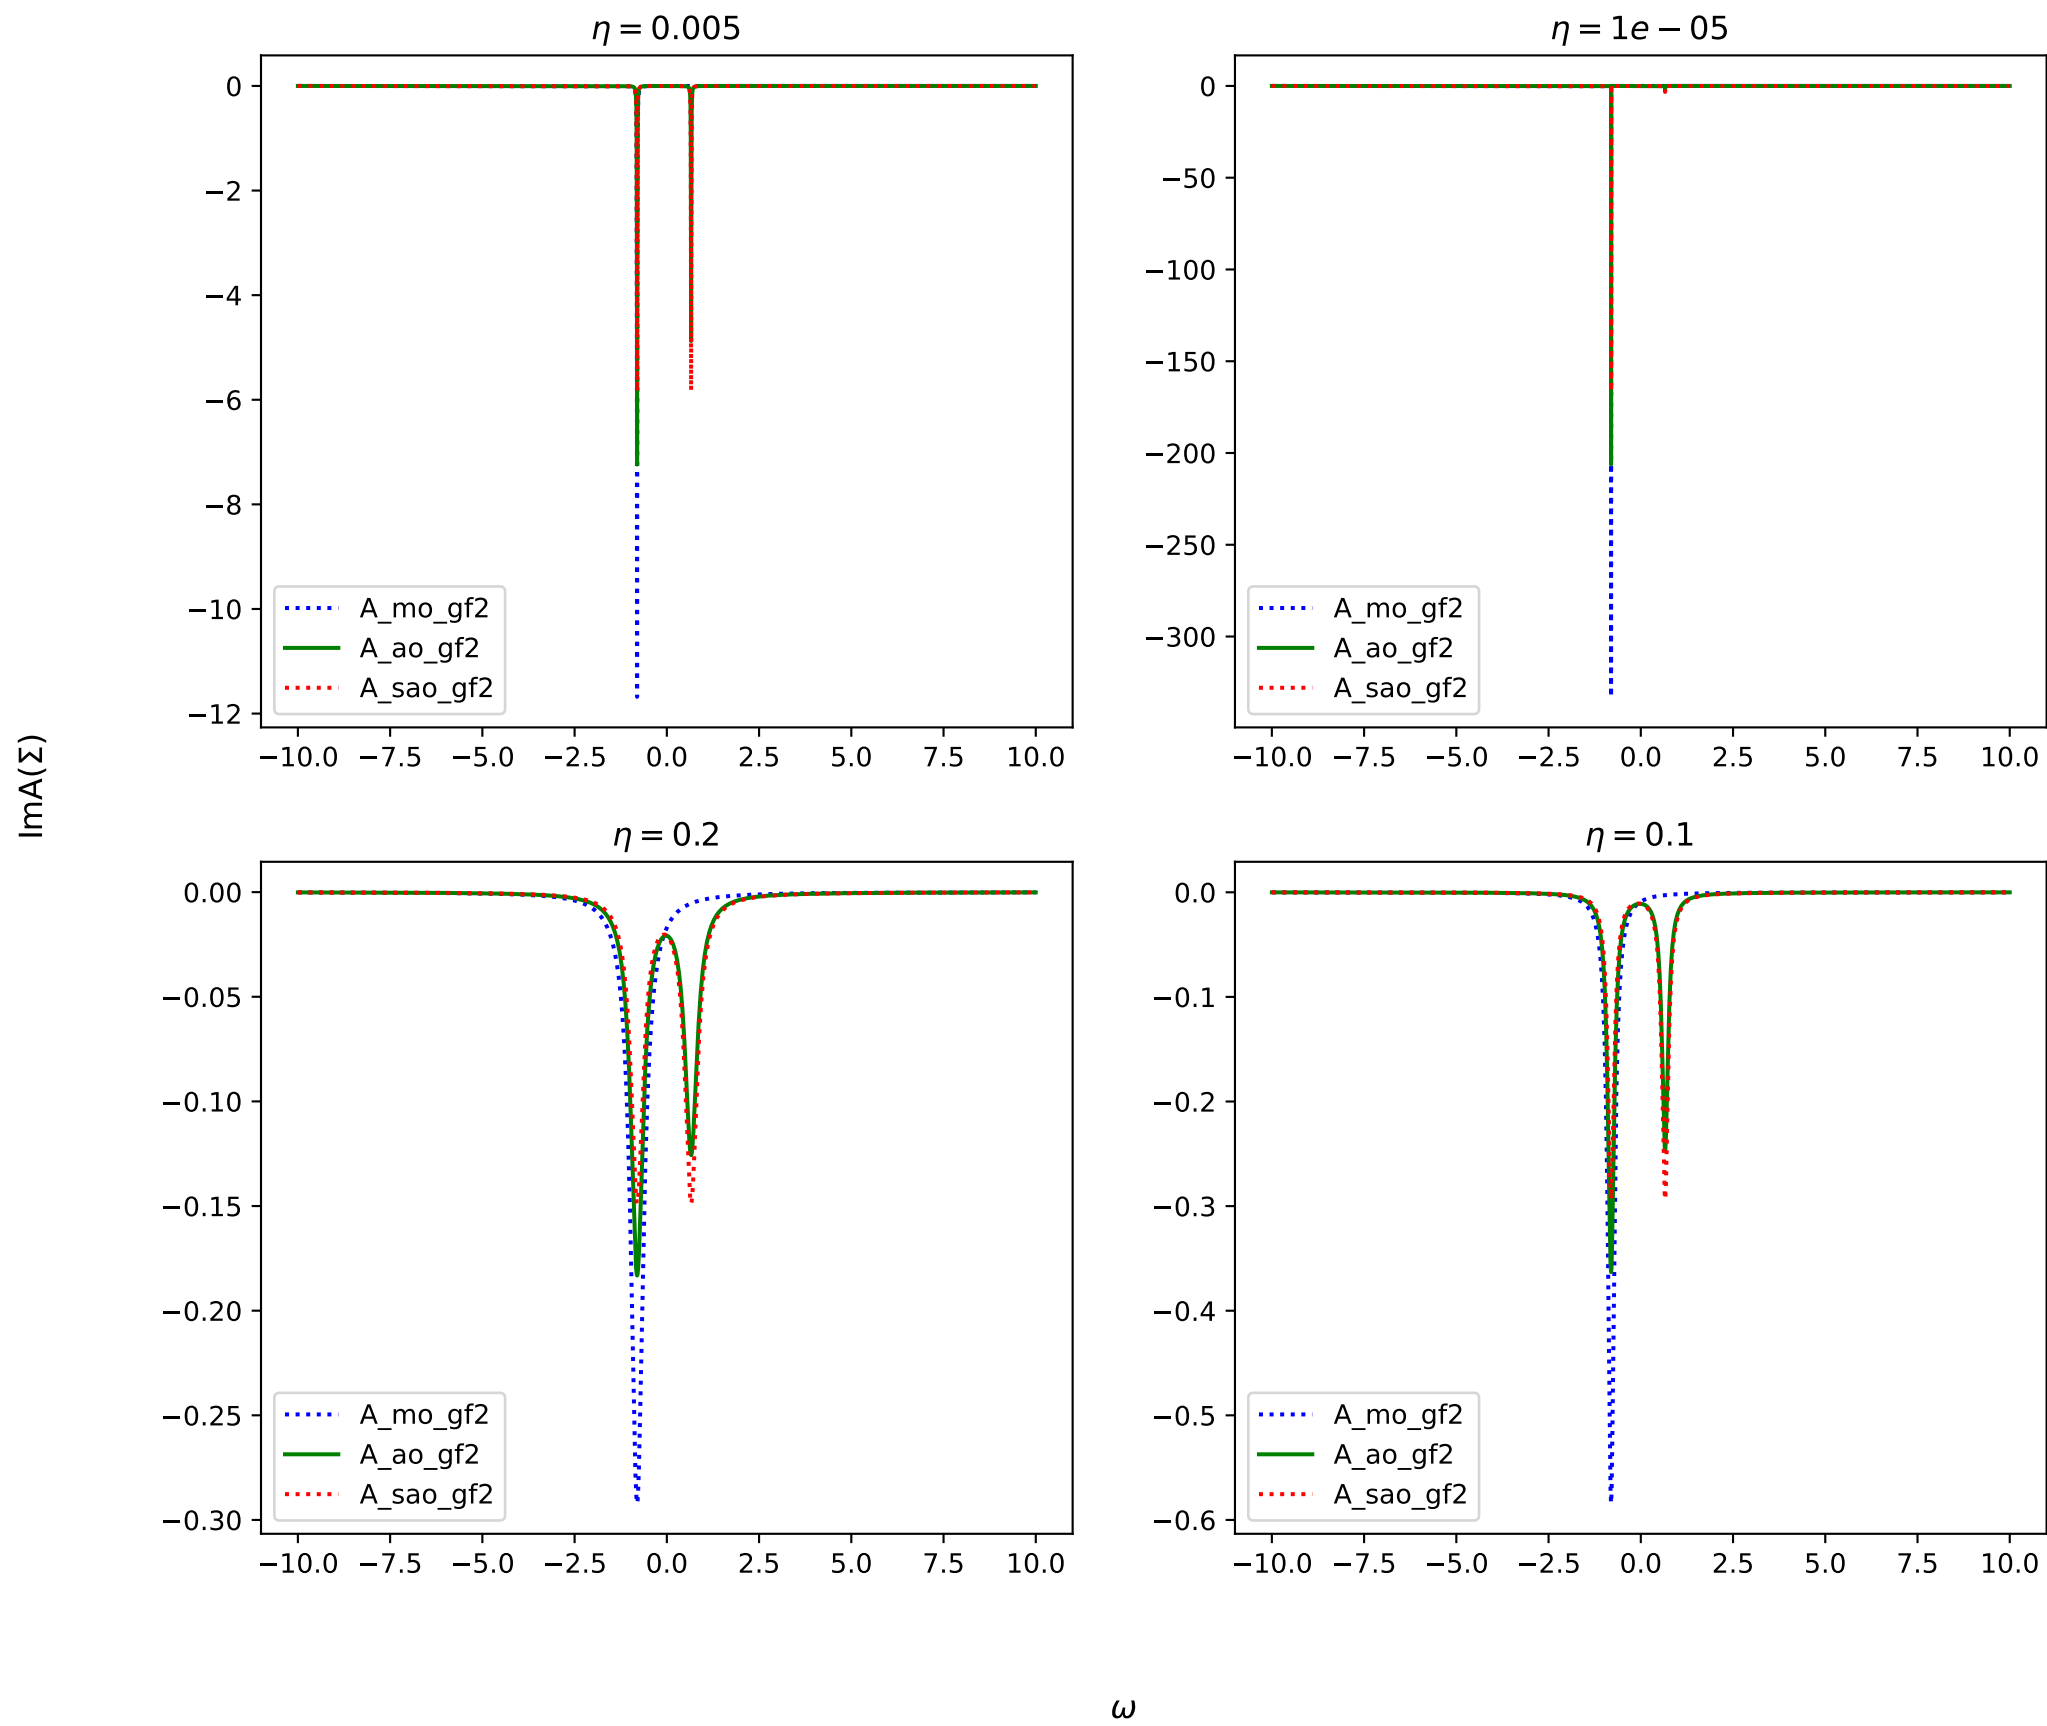 η = 0.005
0
−2
−4
−6
−8
−10
−12
A_mo_gf2
A_ao_gf2
A_sao_gf2
−10.0 −7.5 −5.0 −2.5 0.0 2.5 5.0 7.5 10.0
η = 1e − 05
0
−50
−100
−150
−200
−250
−300
A_mo_gf2
A_ao_gf2
A_sao_gf2
−10.0 −7.5 −5.0 −2.5 0.0 2.5 5.0 7.5 10.0
ImA(Σ)
η = 0.2
0.00
−0.05
−0.10
−0.15
−0.20
−0.25
−0.30
A_mo_gf2
A_ao_gf2
A_sao_gf2
−10.0 −7.5 −5.0 −2.5 0.0 2.5 5.0 7.5 10.0
η = 0.1
0.0
−0.1
−0.2
−0.3
−0.4
−0.5
−0.6
A_mo_gf2
A_ao_gf2
A_sao_gf2
−10.0 −7.5 −5.0 −2.5 0.0 2.5 5.0 7.5 10.0
ω